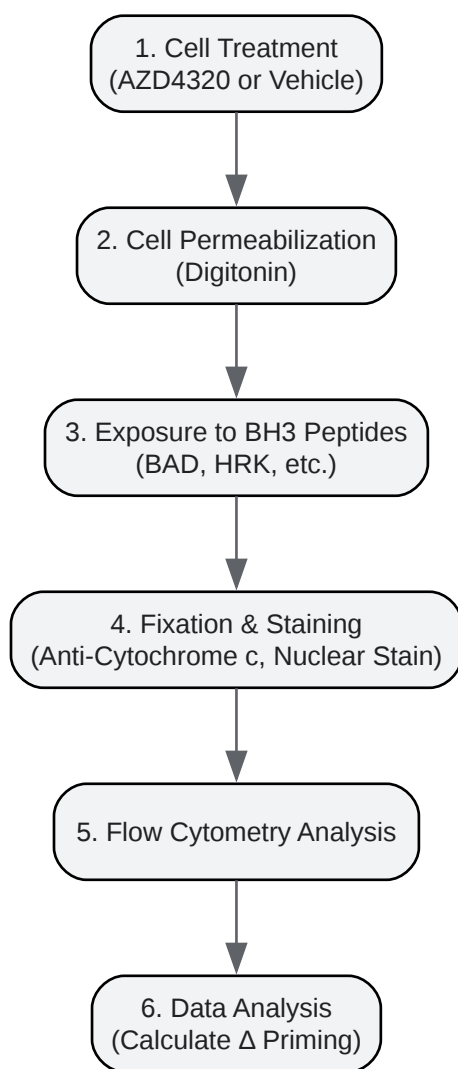 1. Cell Treatment
(AZD4320 or Vehicle)
2. Cell Permeabilization
(Digitonin)
3. Exposure to BH3 Peptides
(BAD, HRK, etc.)
4. Fixation & Staining
(Anti-Cytochrome c, Nuclear Stain)
5. Flow Cytometry Analysis
6. Data Analysis
(Calculate Δ Priming)